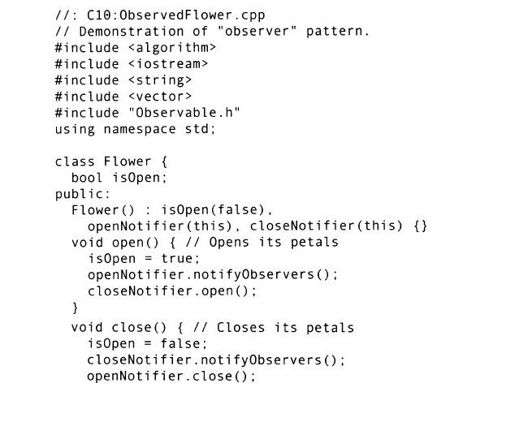 //: C10:ObservedFlower.cpp
// Demonstration of "observer" pattern.
#include <algorithm>
#include <iostream>
#include <string>
#include <vector>
#include "Observable.h"
using namespace std;

class Flower {
  bool isOpen;
public:
  Flower() : isOpen(false),
    openNotifier(this), closeNotifier(this) {}
  void open() { // Opens its petals
    isOpen = true;
    openNotifier.notifyObservers();
    closeNotifier.open();
  }
  void close() { // Closes its petals
    isOpen = false;
    closeNotifier.notifyObservers();
    openNotifier.close();